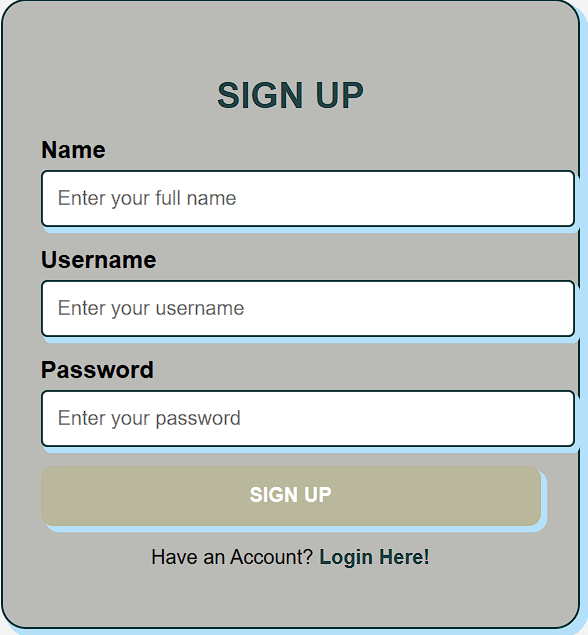 SIGN UP
Name
Enter your full name
Username
Enter your username
Password
Enter your password
SIGN UP
Have an Account? Login Here!